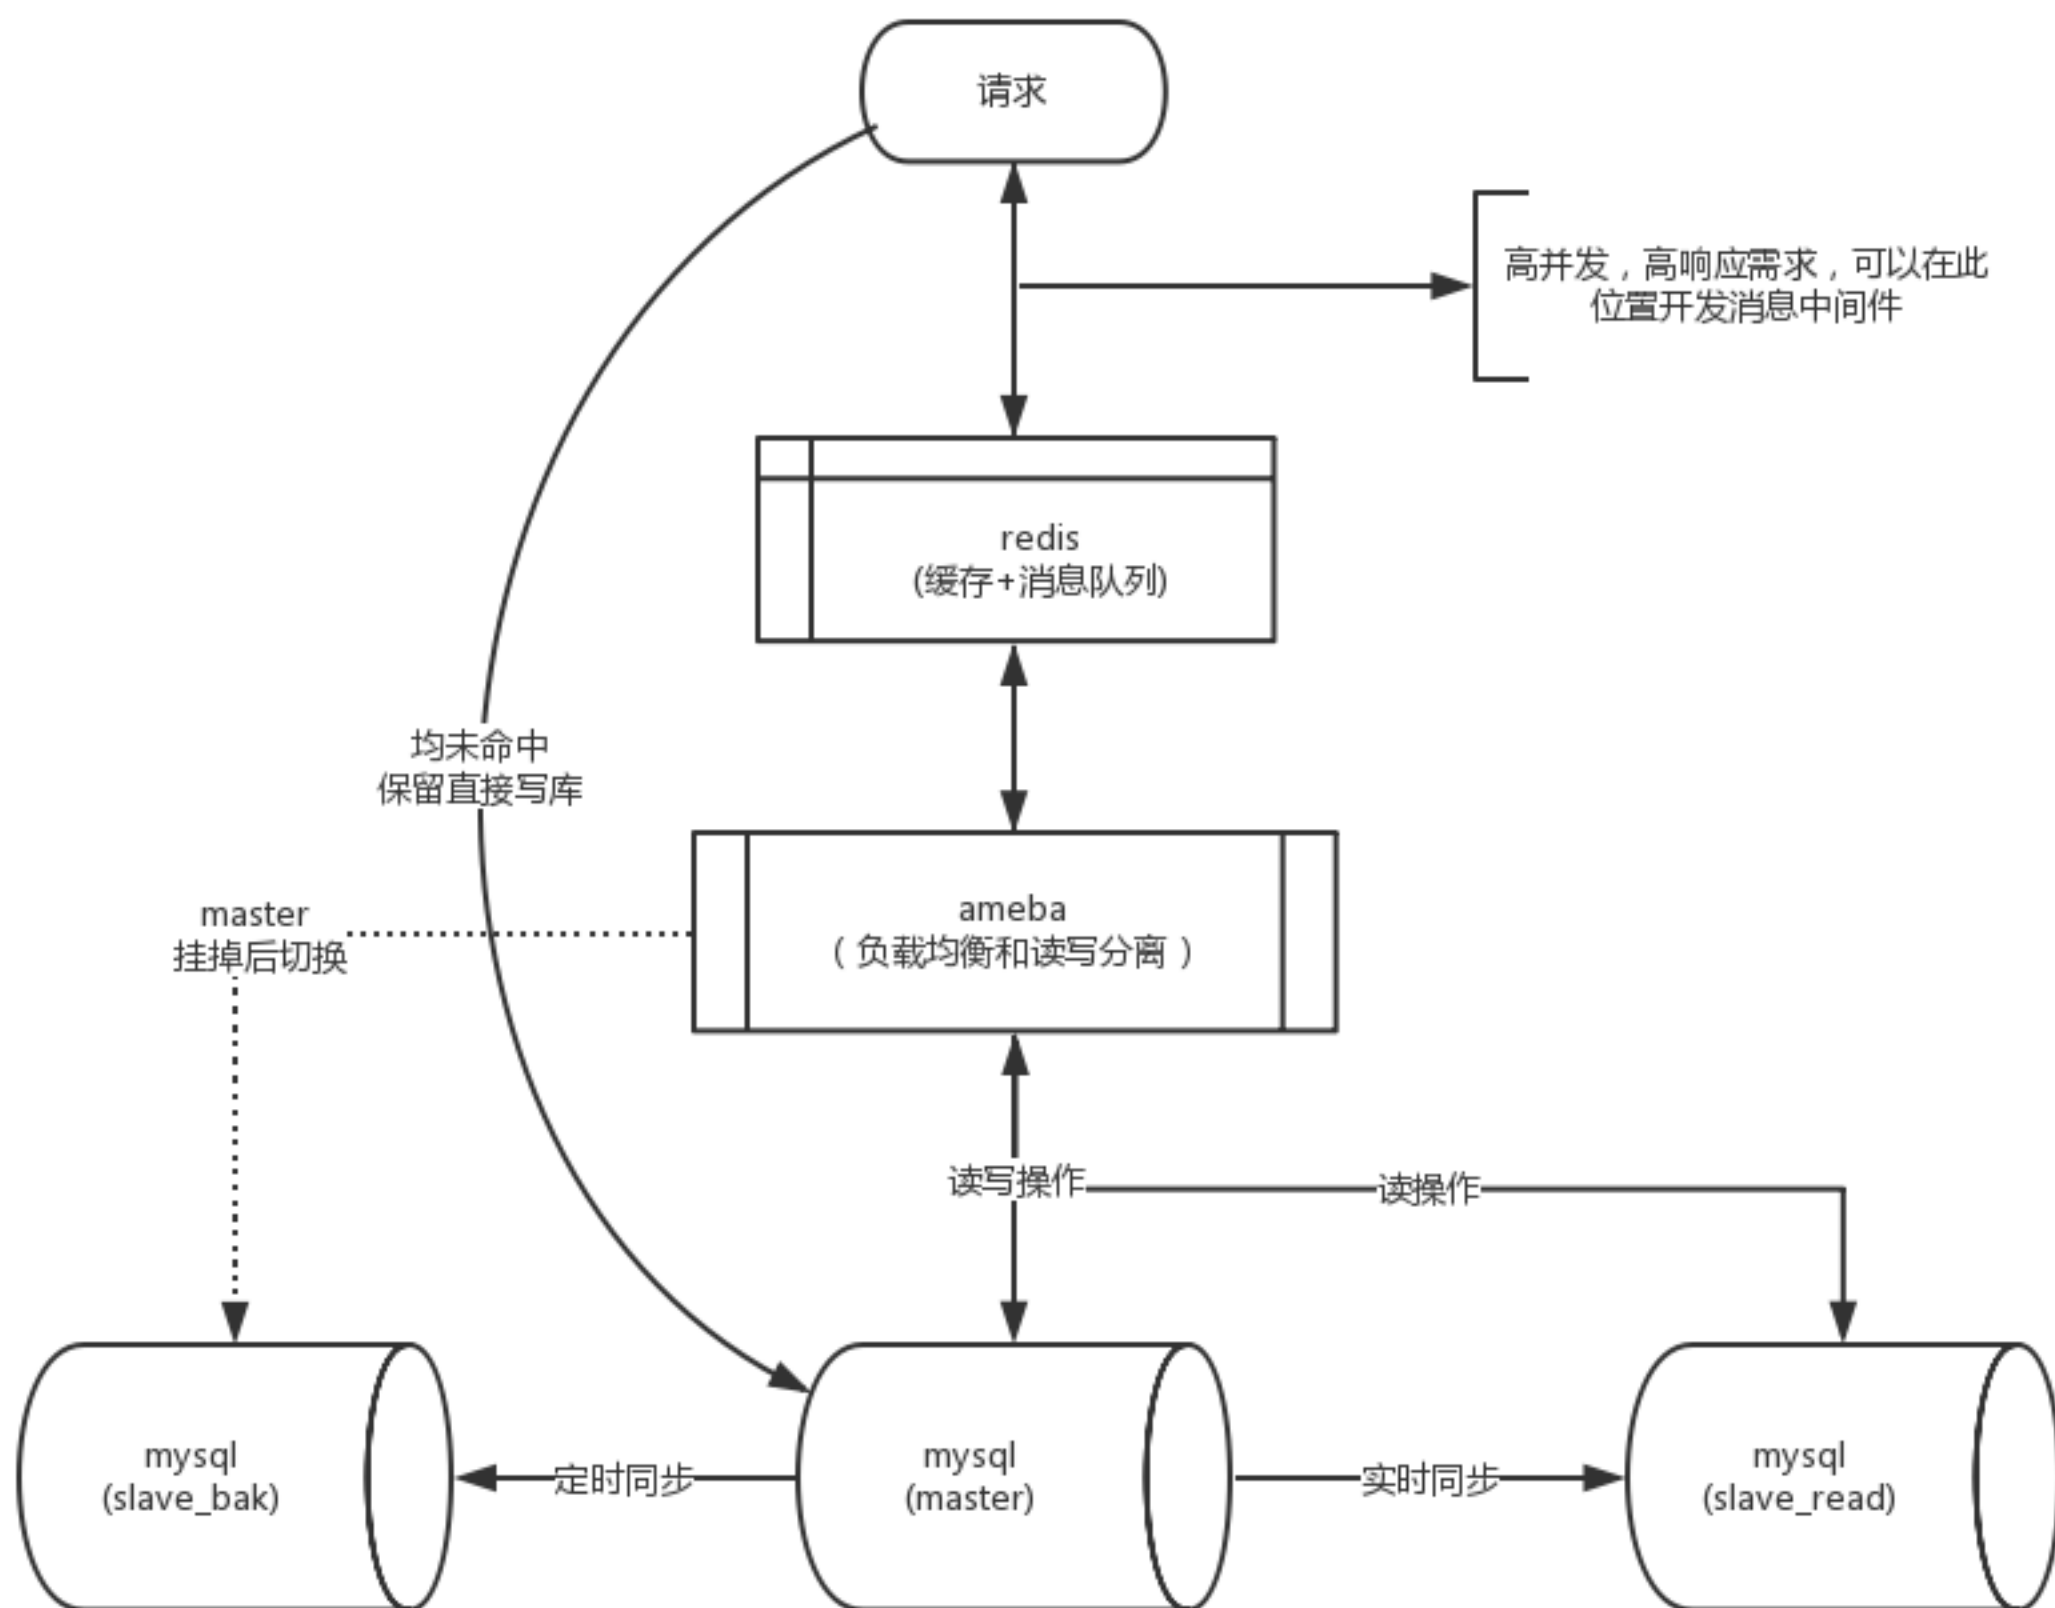 请求
高并发，高响应需求，可以在此
位置开发消息中间件
redis
(缓存+消息队列)
均未命中
保留直接写库
master
挂掉后切换
ameba
（负载均衡和读写分离）
读写操作
读操作
mysql
(slave_bak)
定时同步
mysql
(master)
实时同步
mysql
(slave_read)